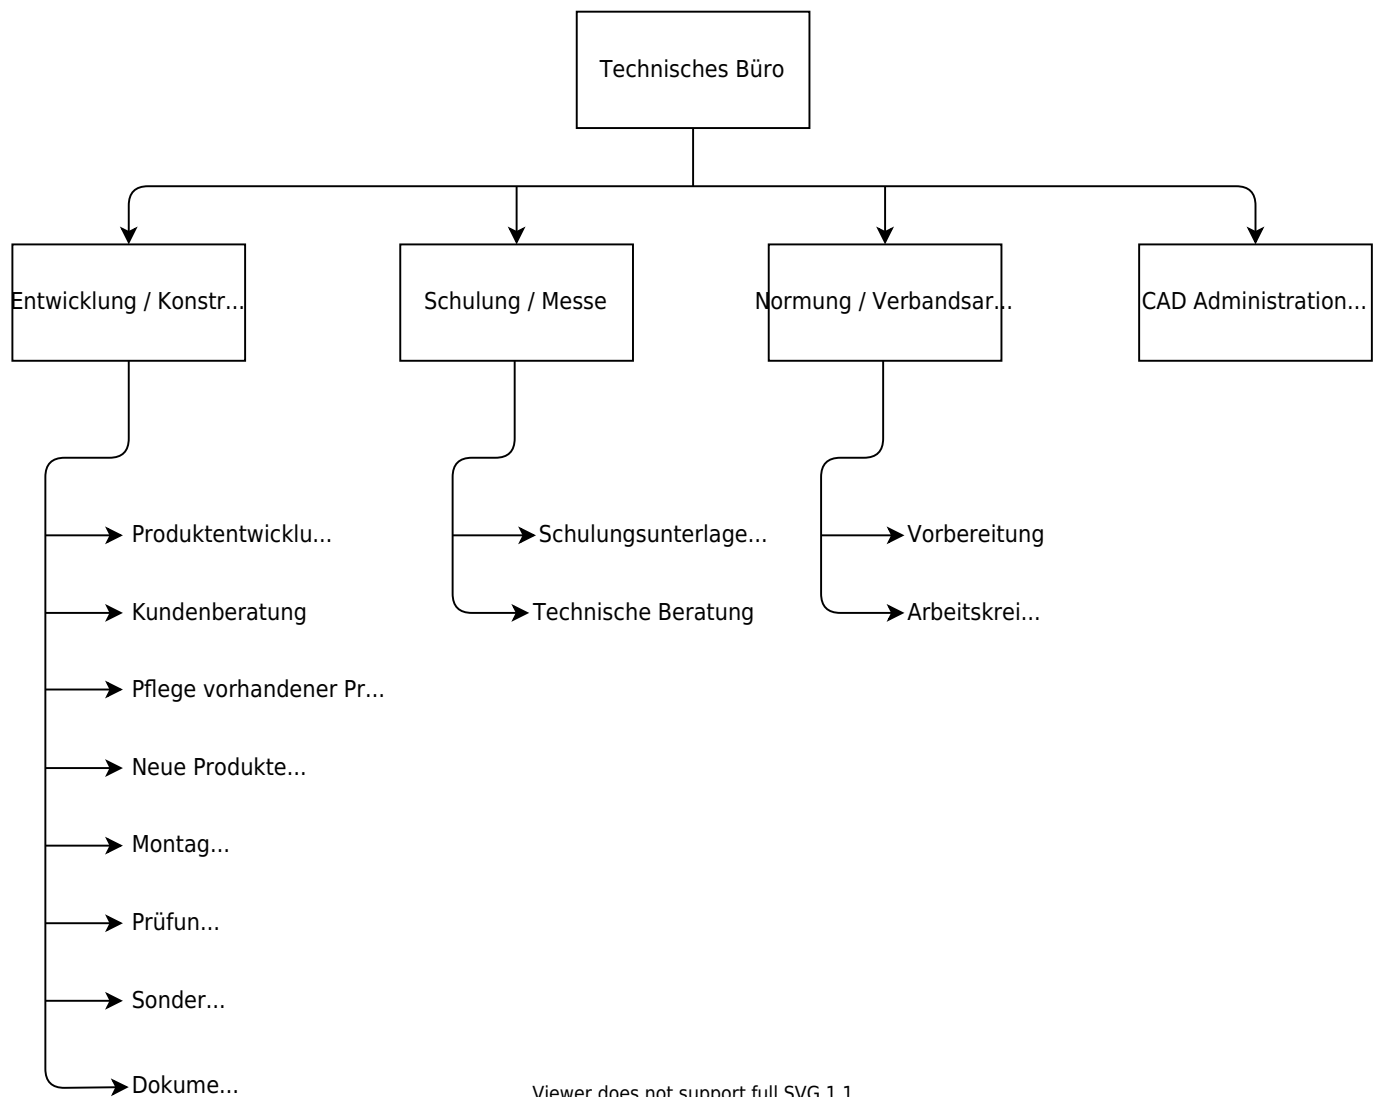 Technisches Büro
Entwicklung / Konstr...
Schulung / Messe
Normung / Verbandsar...
CAD Administration...
Produktentwicklu...
Kundenberatung
Pflege vorhandener Pr...
Neue Produkte...
Montag...
Prüfun...
Sonder...
Dokume...
Schulungsunterlage...
Technische Beratung
Vorbereitung
Arbeitskrei...
Viewer does not support full SVG 1.1